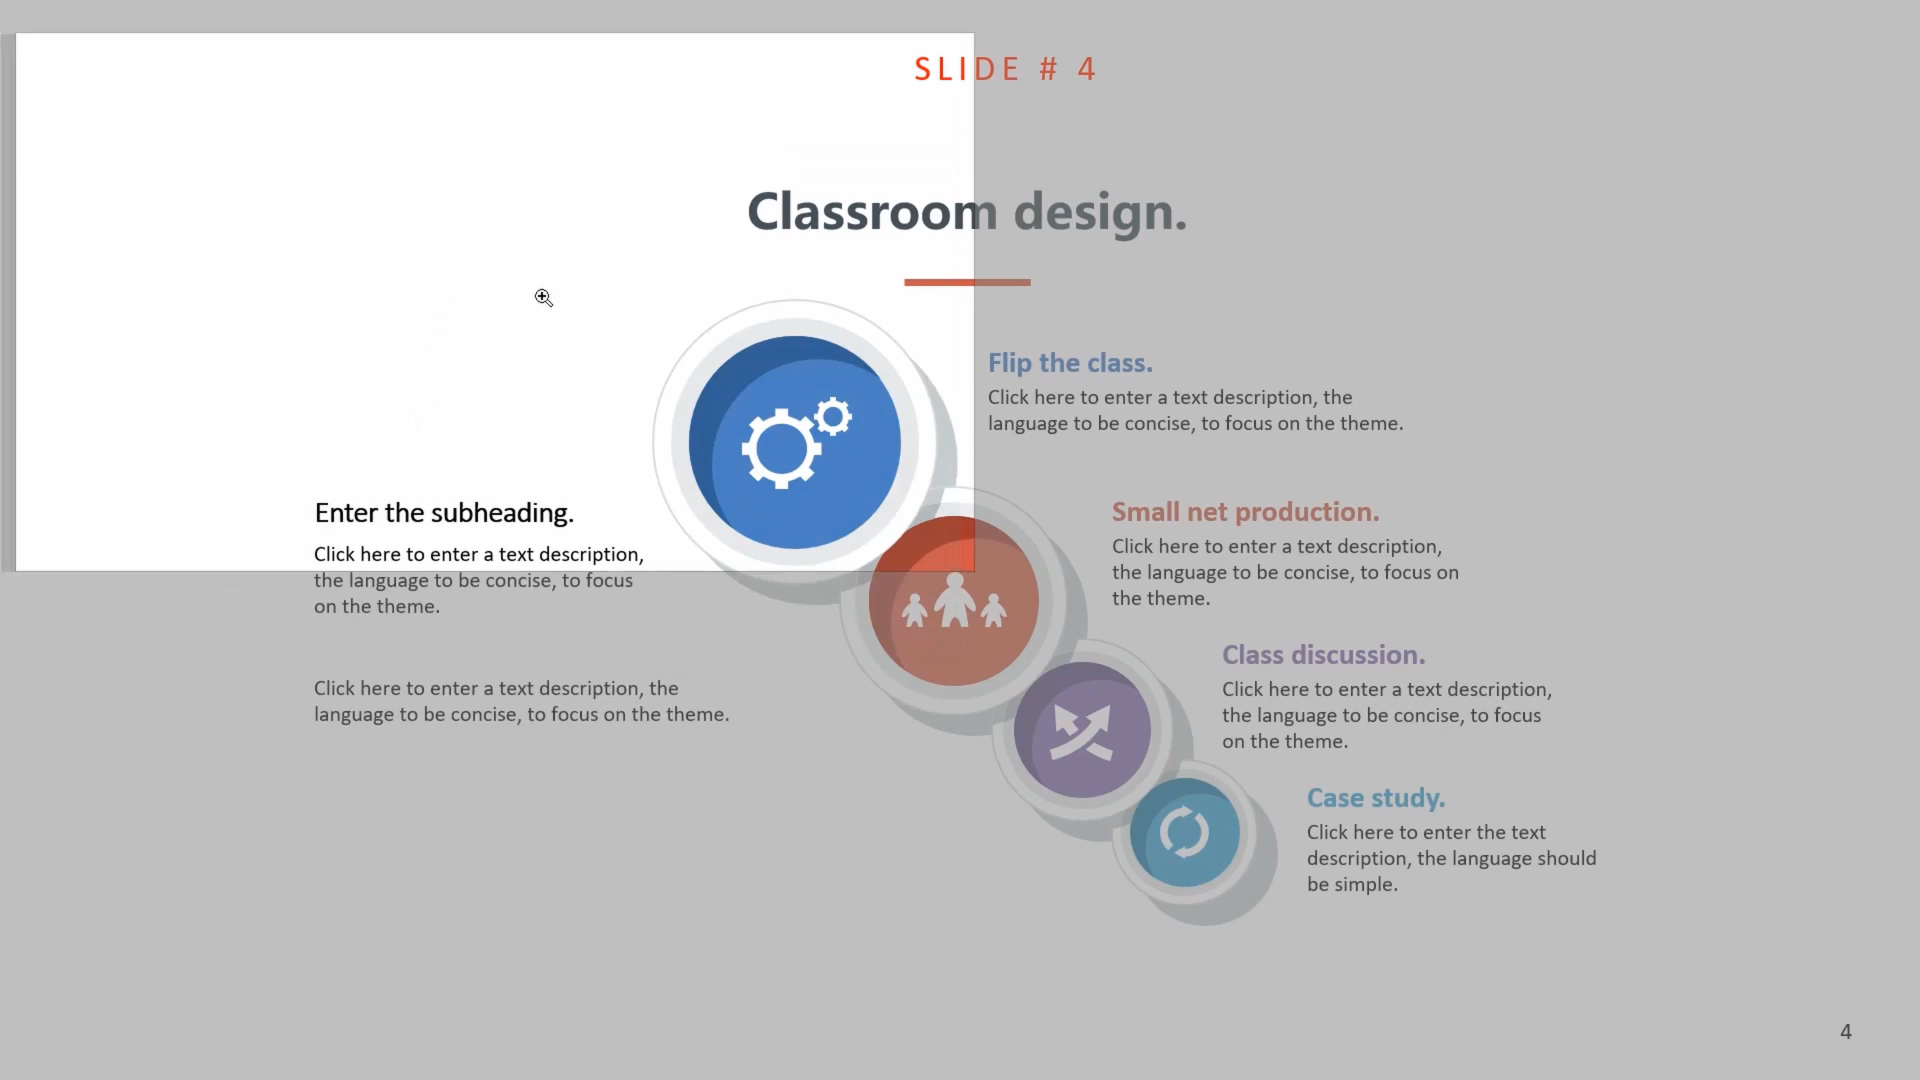 SLIDE # 4
Classroom design.
Flip the class.
Click here to enter a text description, the
language to be concise, to focus on the theme.
Enter the subheading.
Click here to enter a text description,
the language to be concise, to focus
on the theme.
Click here to enter a text description, the
language to be concise, to focus on the theme.
Small net production.
Click here to enter a text description,
the language to be concise, to focus on
the theme.
Class discussion.
Click here to enter a text description,
the language to be concise, to focus
on the theme.
Case study.
Click here to enter the text
description, the language should
be simple.
4